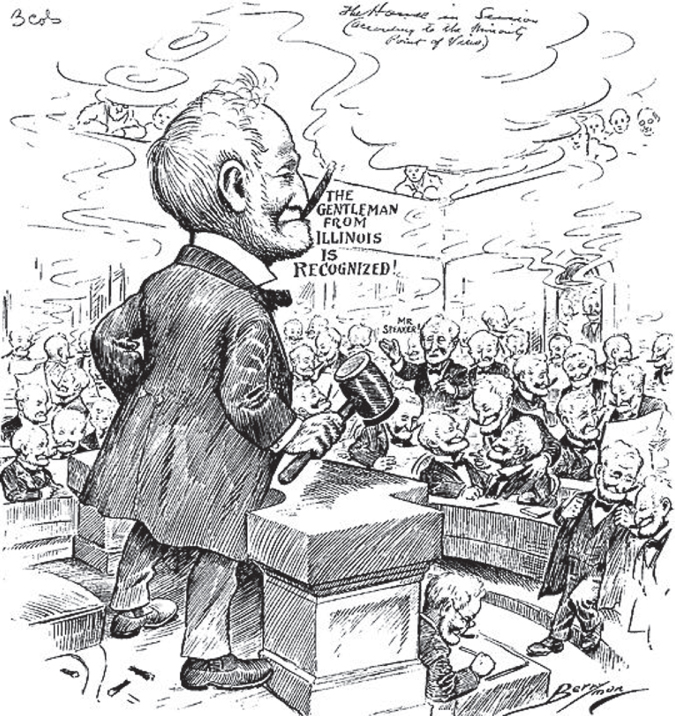 3 cols
The House in Session
(according to the Minority
Point of View)
THE
GENTLEMAN
FROM
ILLINOIS
IS
RECOGNIZED!
MR.
SPEAKER!
Berryman